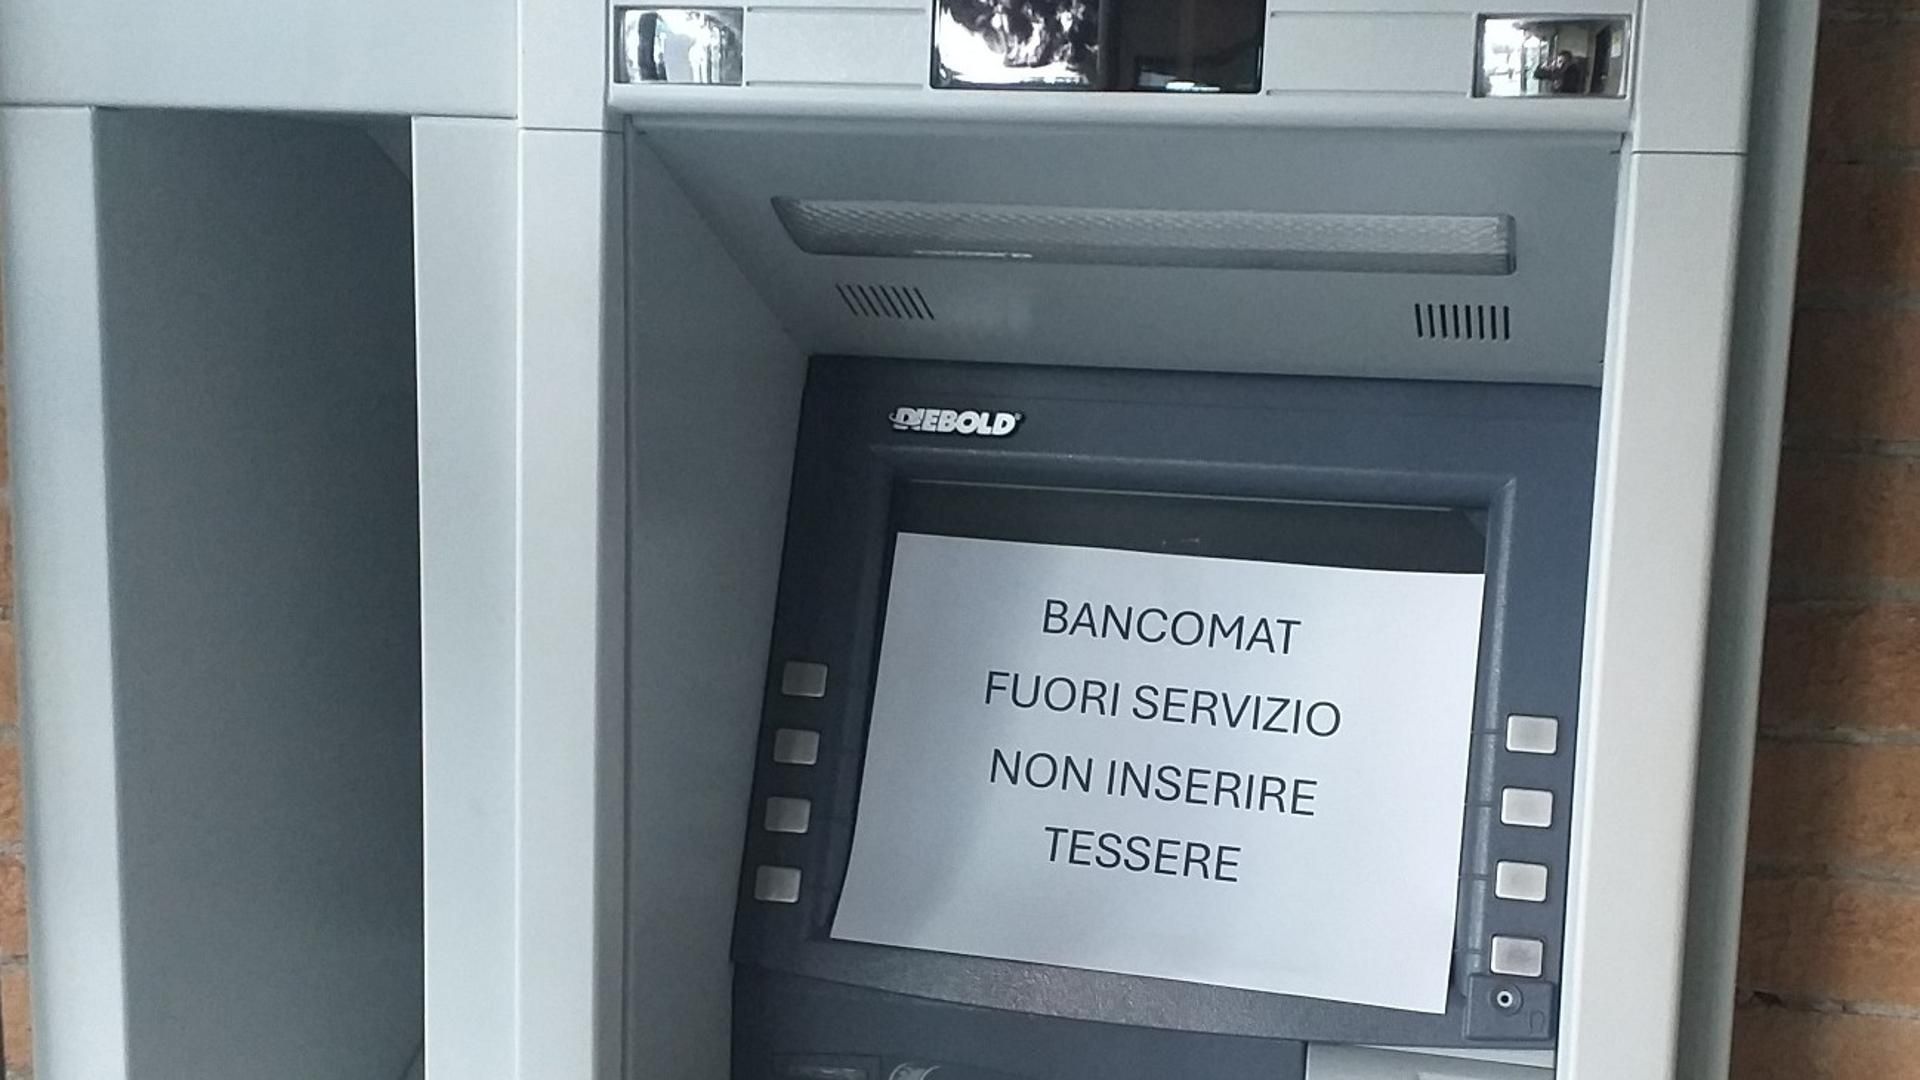 DIEBOLD
BANCOMAT
FUORI SERVIZIO
NON INSERIRE
TESSERE